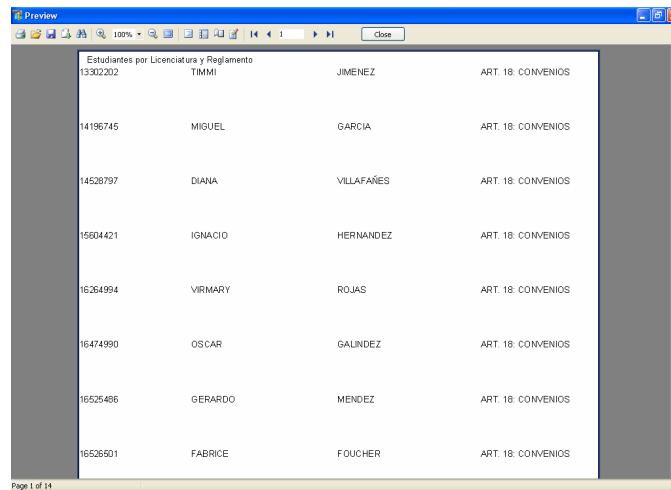 Preview
100% 1 Close
Estudiantes por Licenciatura y Reglamento
13302202 TIMMI JIMENEZ ART. 18: CONVENIOS
14196745 MIGUEL GARCIA ART. 18: CONVENIOS
14528797 DIANA VILLAFAÑES ART. 18: CONVENIOS
15604421 IGNACIO HERNANDEZ ART. 18: CONVENIOS
16264994 VIRMARY ROJAS ART. 18: CONVENIOS
16474990 OSCAR GALINDEZ ART. 18: CONVENIOS
16525486 GERARDO MENDEZ ART. 18: CONVENIOS
16526501 FABRICE FOUCHER ART. 18: CONVENIOS
Page 1 of 14